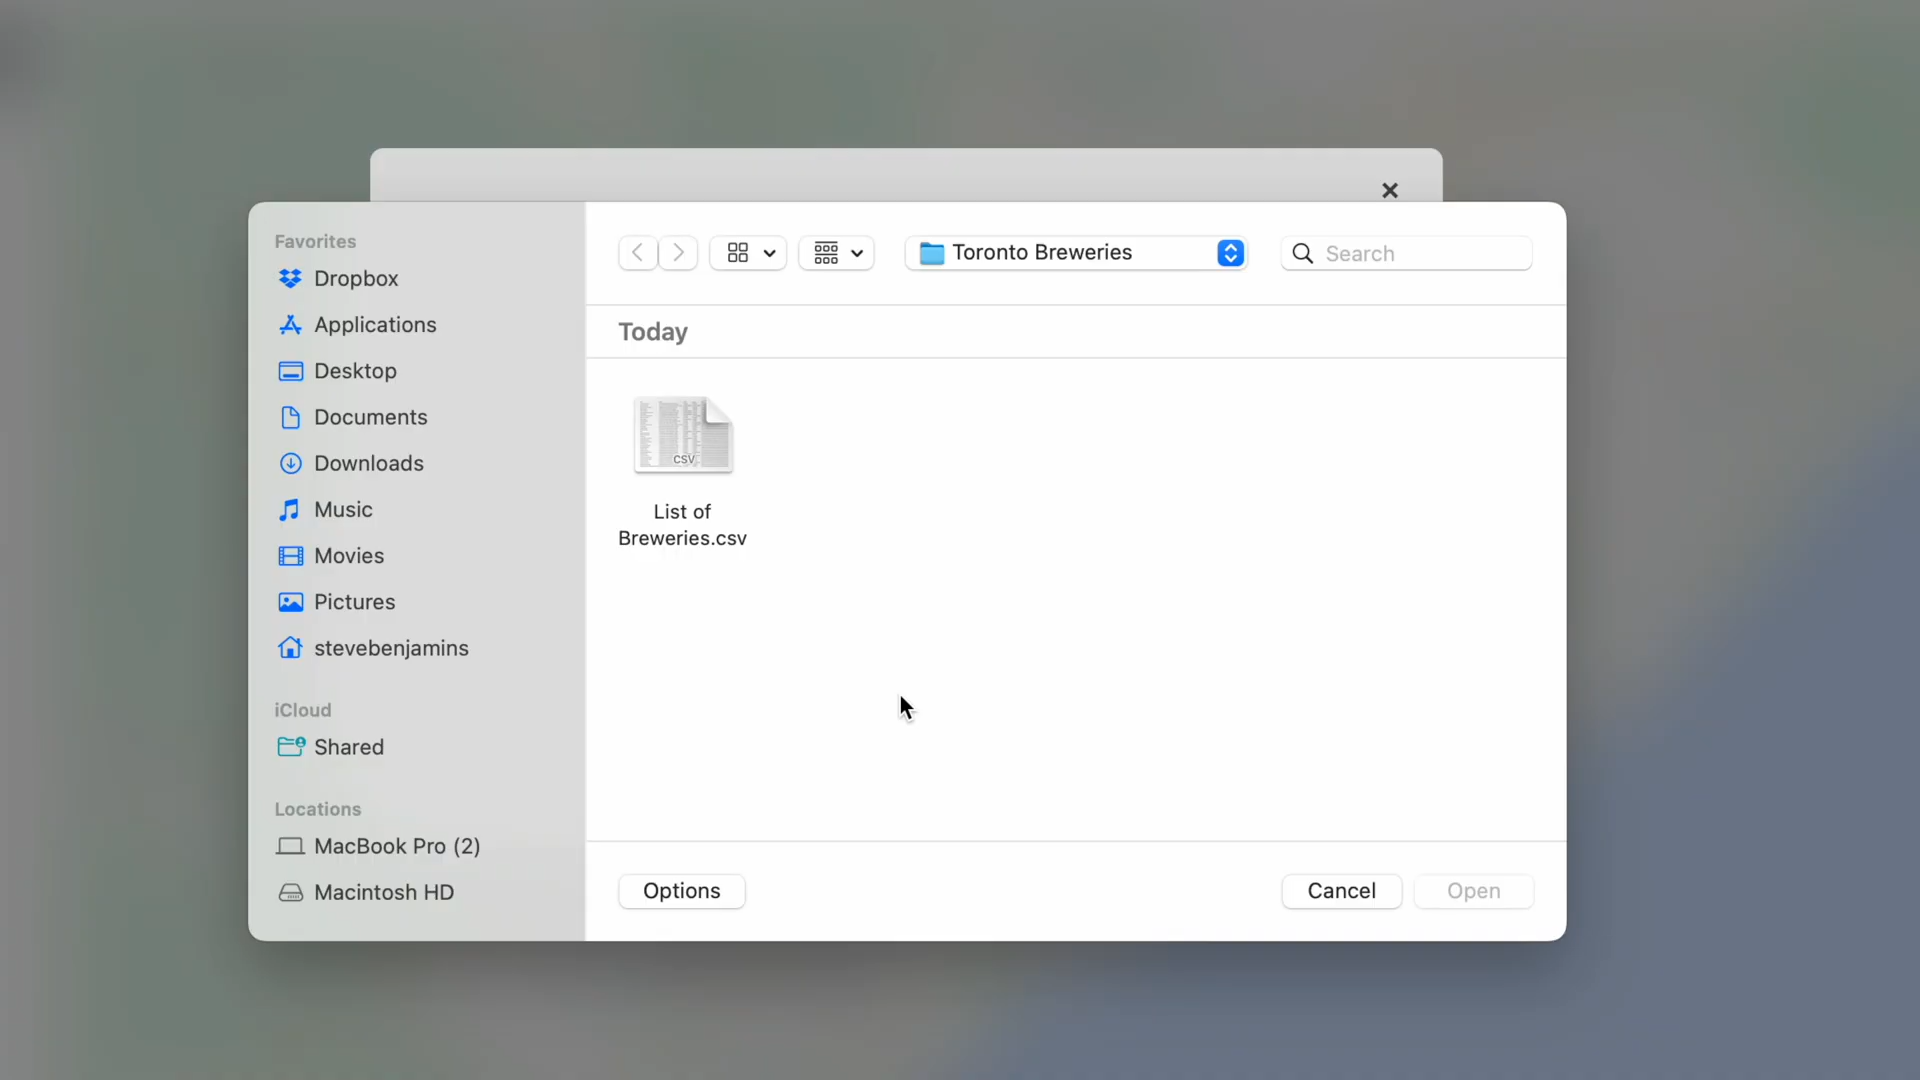 Favorites
Dropbox
Applications
Desktop
Documents
Downloads
Music
Movies
Pictures
stevebenjamins
iCloud
Shared
Locations
MacBook Pro (2)
Macintosh HD
Toronto Breweries
Search
Today
CSV
List of
Breweries.csv
Options
Cancel
Open